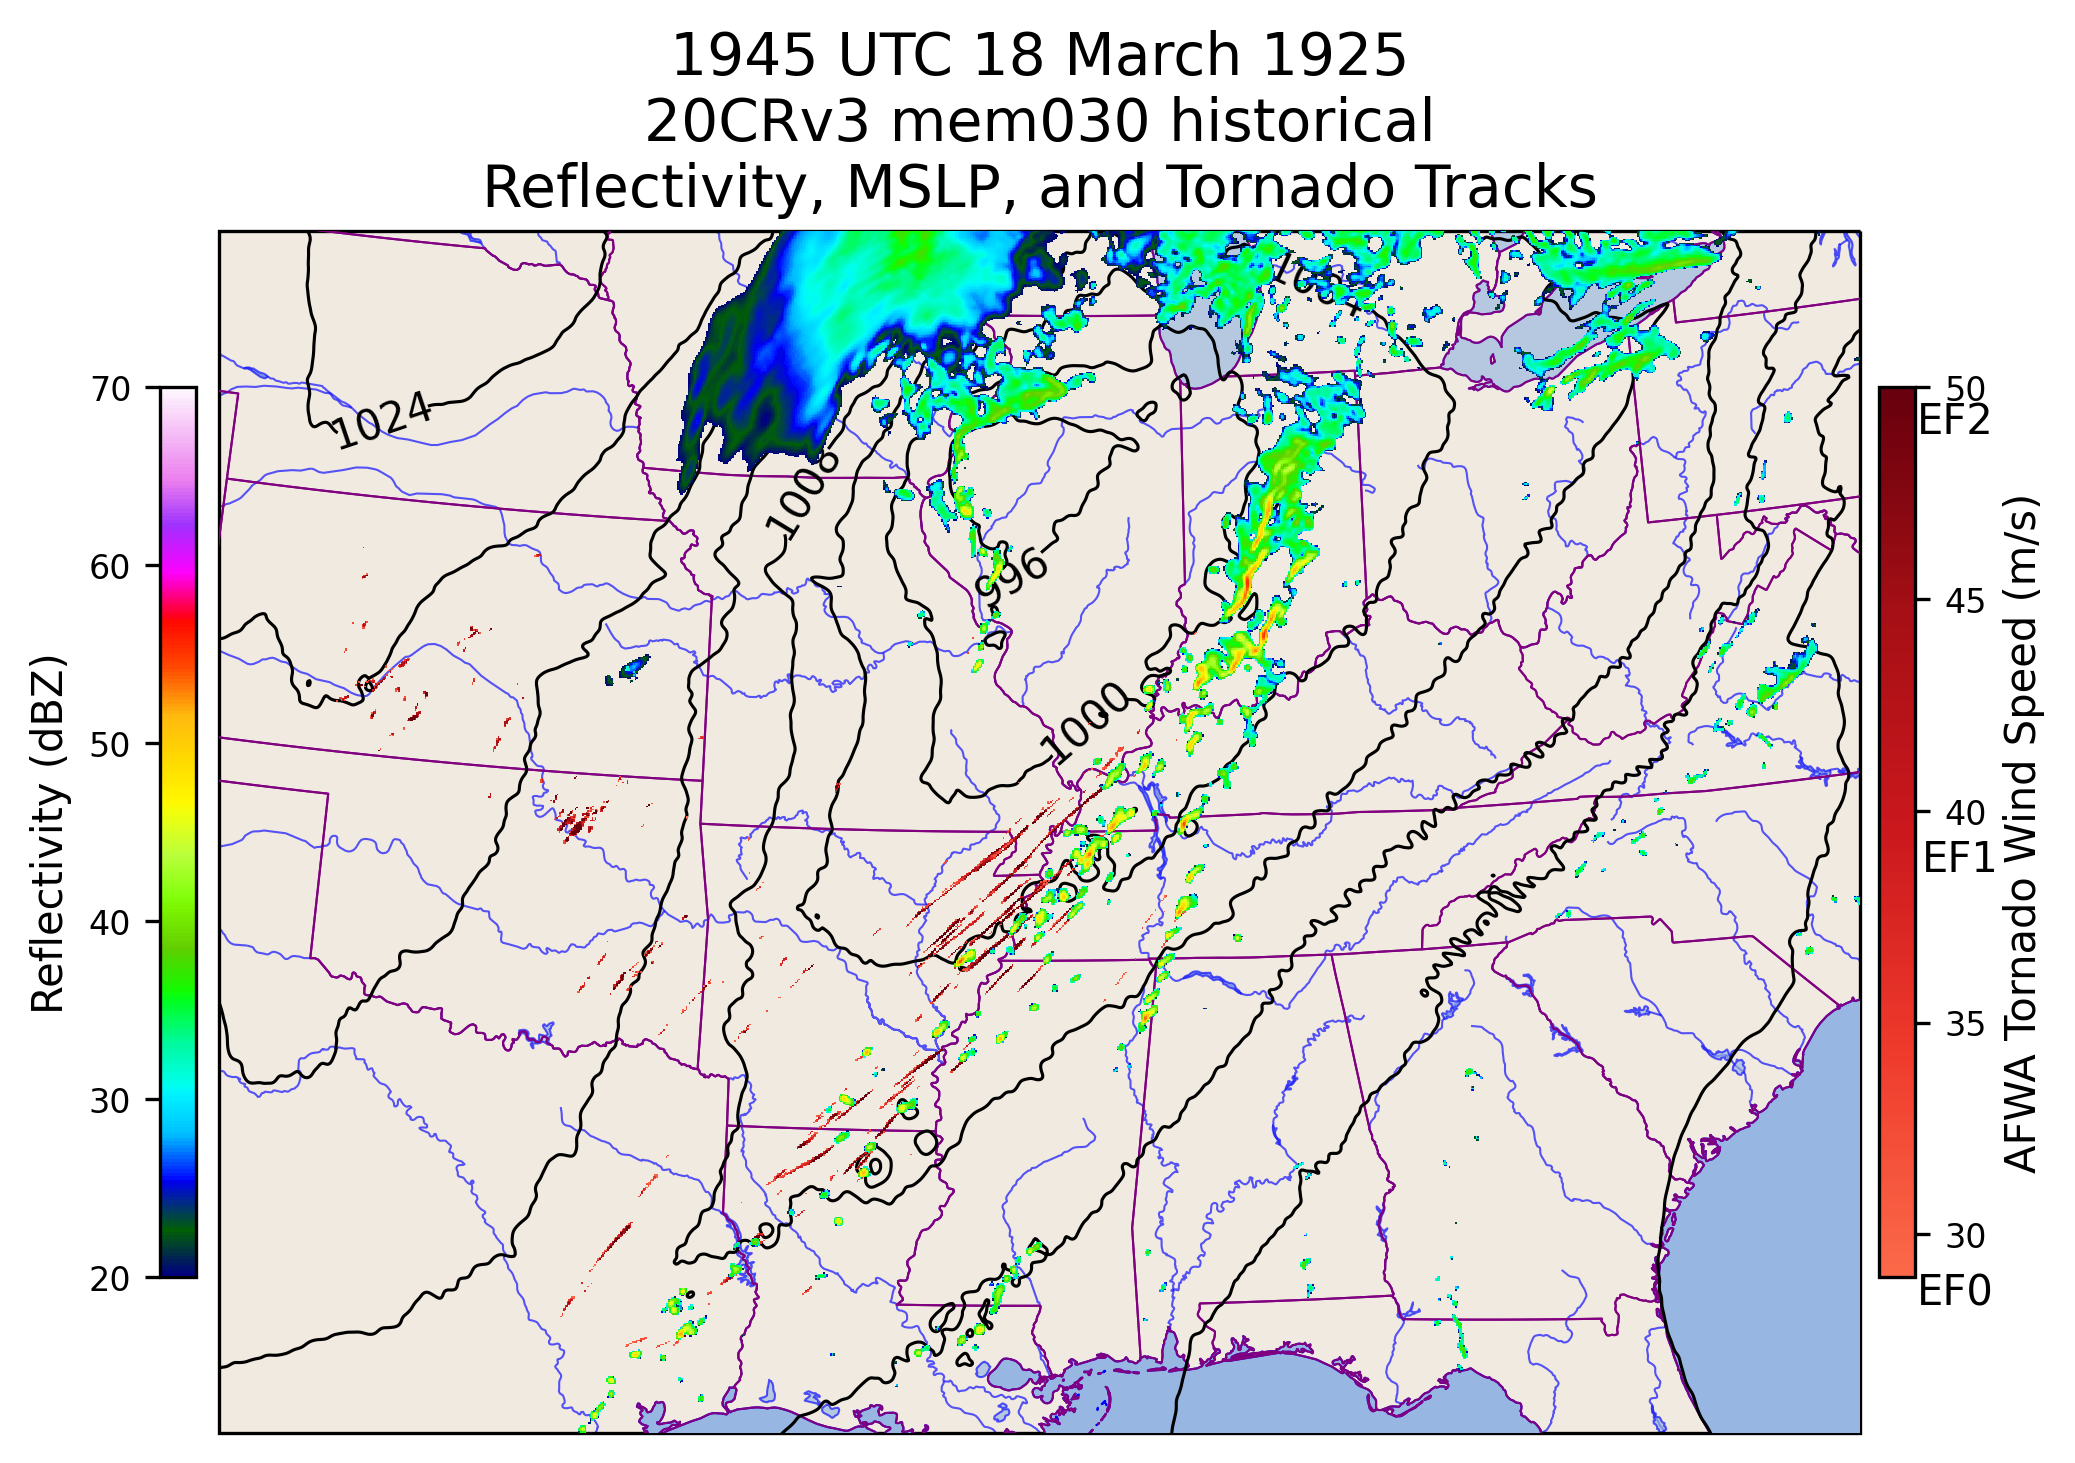 1945 UTC 18 March 1925
20CRv3 mem030 historical
Reflectivity, MSLP, and Tornado Tracks
Reflectivity (dBZ)
70
60
50
40
30
20
1024
1008
996
1000
50
EF2
45
40
EF1
35
30
EF0
AFWA Tornado Wind Speed (m/s)